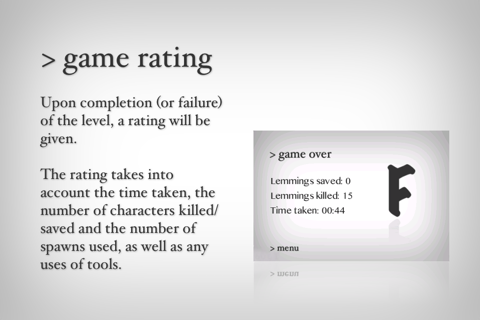 > game rating
Upon completion (or failure)
of the level, a rating will be
given.
The rating takes into
account the time taken, the
number of characters killed/
saved and the number of
spawns used, as well as any
uses of tools.
> game over
F
Lemmings saved: 0
Lemmings killed: 15
Time taken: 00:44
> menu